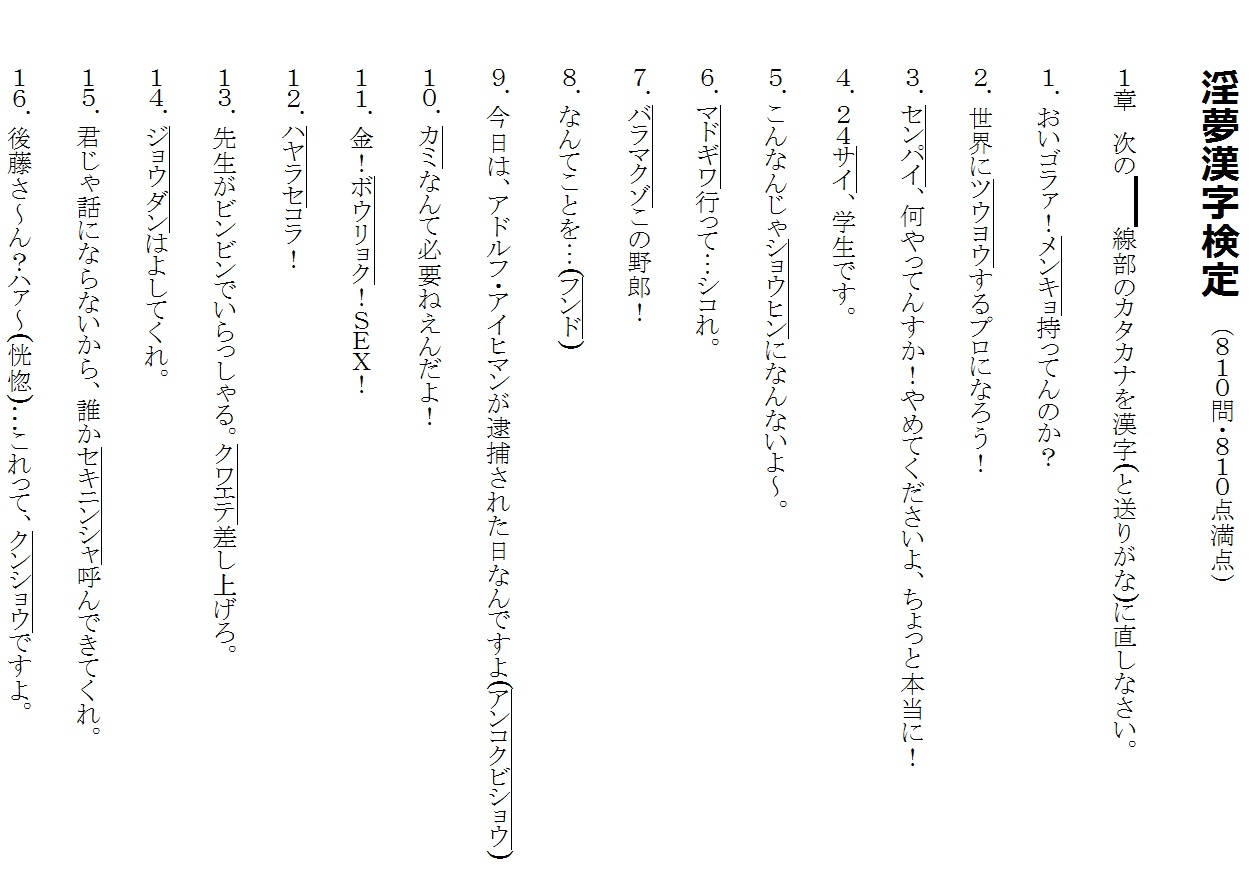 淫夢漢字検定（８１０問・８１０点満点）
１章　次の　　線部のカタカナを漢字(と送りがな)に直しなさい。
１．おいゴラァ！メンキョ持ってんのか？
２．世界にツウヨウするプロになろう！
３．センパイ、何やってんすか！やめてくださいよ、ちょっと本当に！
４．２４サイ、学生です。
５．こんなんじゃショウヒンになんないよ～。
６．マドギワ行って…シコれ。
７．バラマクゾこの野郎！
８．なんてことを…(フンド)
９．今日は、アドルフ・アイヒマンが逮捕された日なんですよ(アンコクビショウ)
１０．カミなんて必要ねえんだよ！
１１．金！ボウリョク！ＳＥＸ！
１２．ハヤラセコラ！
１３．先生がビンビンでいらっしゃる。クワエテ差し上げろ。
１４．ジョウダンはよしてくれ。
１５．君じゃ話にならないから、誰かセキニンシャ呼んできてくれ。
１６．後藤さ～ん？ハァ～(恍惚)…これって、クンショウですよ。